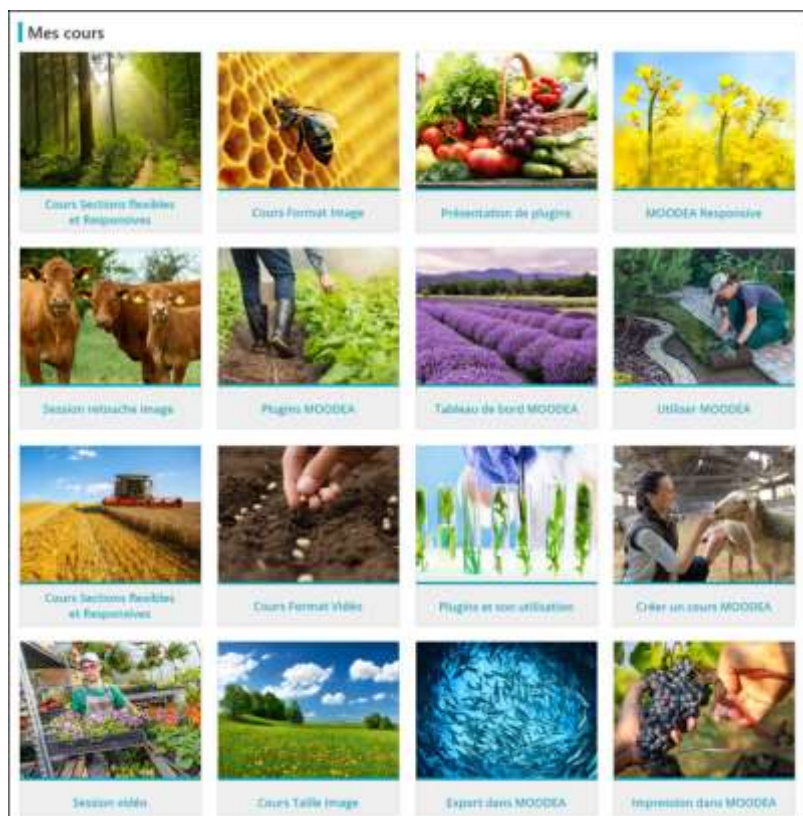 Mes cours
Cours Sections flexibles
et Responsives
Cours Format Image
Présentation de plugins
MOODEA Responsive
Session retouche image
Plugins MOODEA
Tableau de bord MOODEA
Utiliser MOODEA
Cours Sections flexibles
et Responsives
Cours Format Vidéo
Plugins et son utilisation
Créer un cours MOODEA
Session vidéo
Cours Taille Image
Export dans MOODEA
Impression dans MOODEA